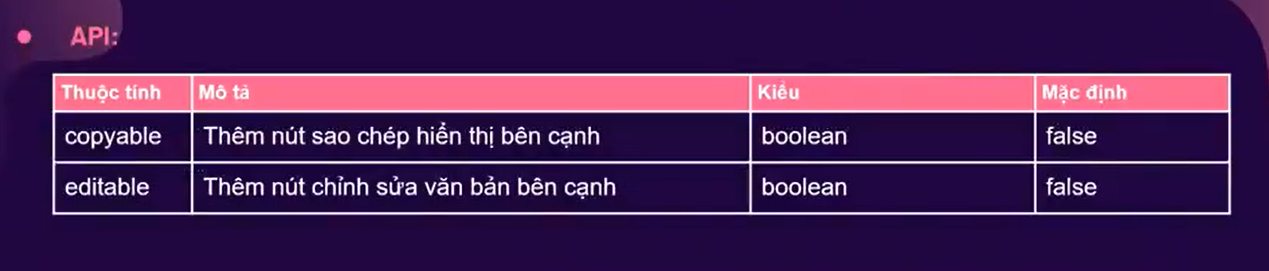 API:
Thuộc tính Mô tả Kiểu Mặc định
copyable Thêm nút sao chép hiển thị bên cạnh boolean false
editable Thêm nút chỉnh sửa văn bản bên cạnh boolean false